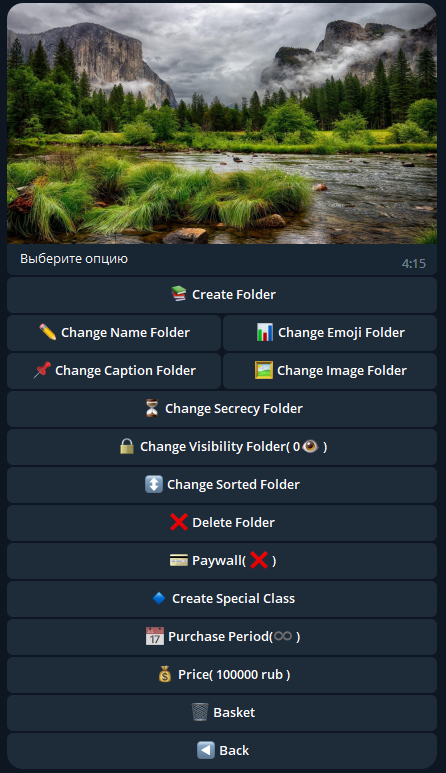 Выберите опцию
4:15
📚 Create Folder
✏️ Change Name Folder
📊 Change Emoji Folder
📌 Change Caption Folder
🖼️ Change Image Folder
⏳ Change Secrecy Folder
🔒 Change Visibility Folder( 0👁️ )
↕️ Change Sorted Folder
❌ Delete Folder
💳 Paywall( ❌ )
🔹 Create Special Class
📅 Purchase Period(♾️ )
💰 Price( 100000 rub )
🗑️ Basket
◀️ Back